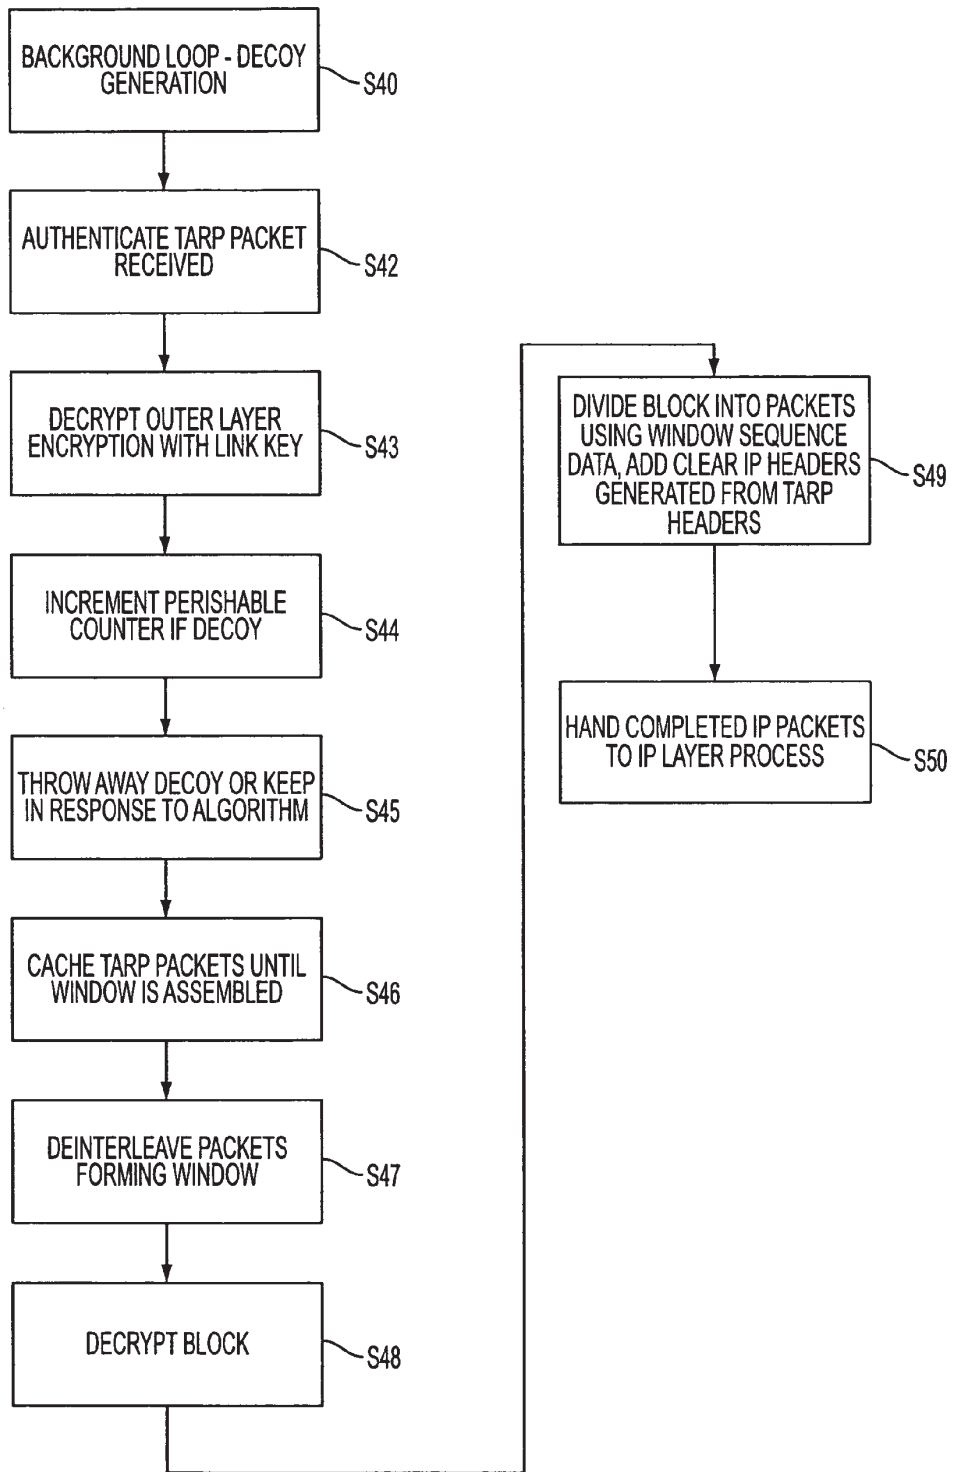 BACKGROUND LOOP - DECOY
GENERATION
S40
AUTHENTICATE TARP PACKET
RECEIVED
S42
DECRYPT OUTER LAYER
ENCRYPTION WITH LINK KEY
S43
INCREMENT PERISHABLE
COUNTER IF DECOY
S44
THROW AWAY DECOY OR KEEP
IN RESPONSE TO ALGORITHM
S45
CACHE TARP PACKETS UNTIL
WINDOW IS ASSEMBLED
S46
DEINTERLEAVE PACKETS
FORMING WINDOW
S47
DECRYPT BLOCK
S48
DIVIDE BLOCK INTO PACKETS
USING WINDOW SEQUENCE
DATA, ADD CLEAR IP HEADERS
GENERATED FROM TARP
HEADERS
S49
HAND COMPLETED IP PACKETS
TO IP LAYER PROCESS
S50